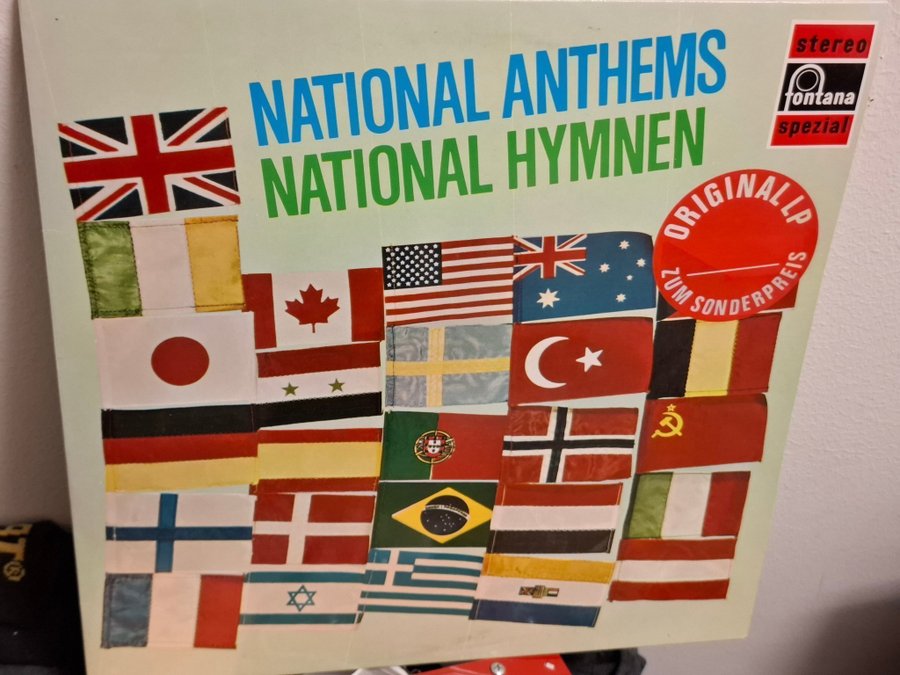 NATIONAL ANTHEMS
NATIONAL HYMNEN
stereo
fontana
spezial
ORIGINAL LP
ZUM SONDERPREIS